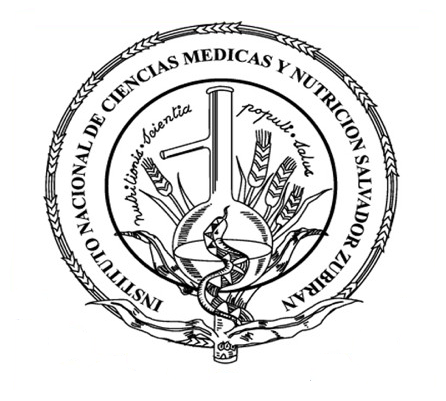 INSTITUTO NACIONAL DE CIENCIAS MEDICAS Y NUTRICION SALVADOR ZUBIRAN
nutritionis • Scientia populi • Salus